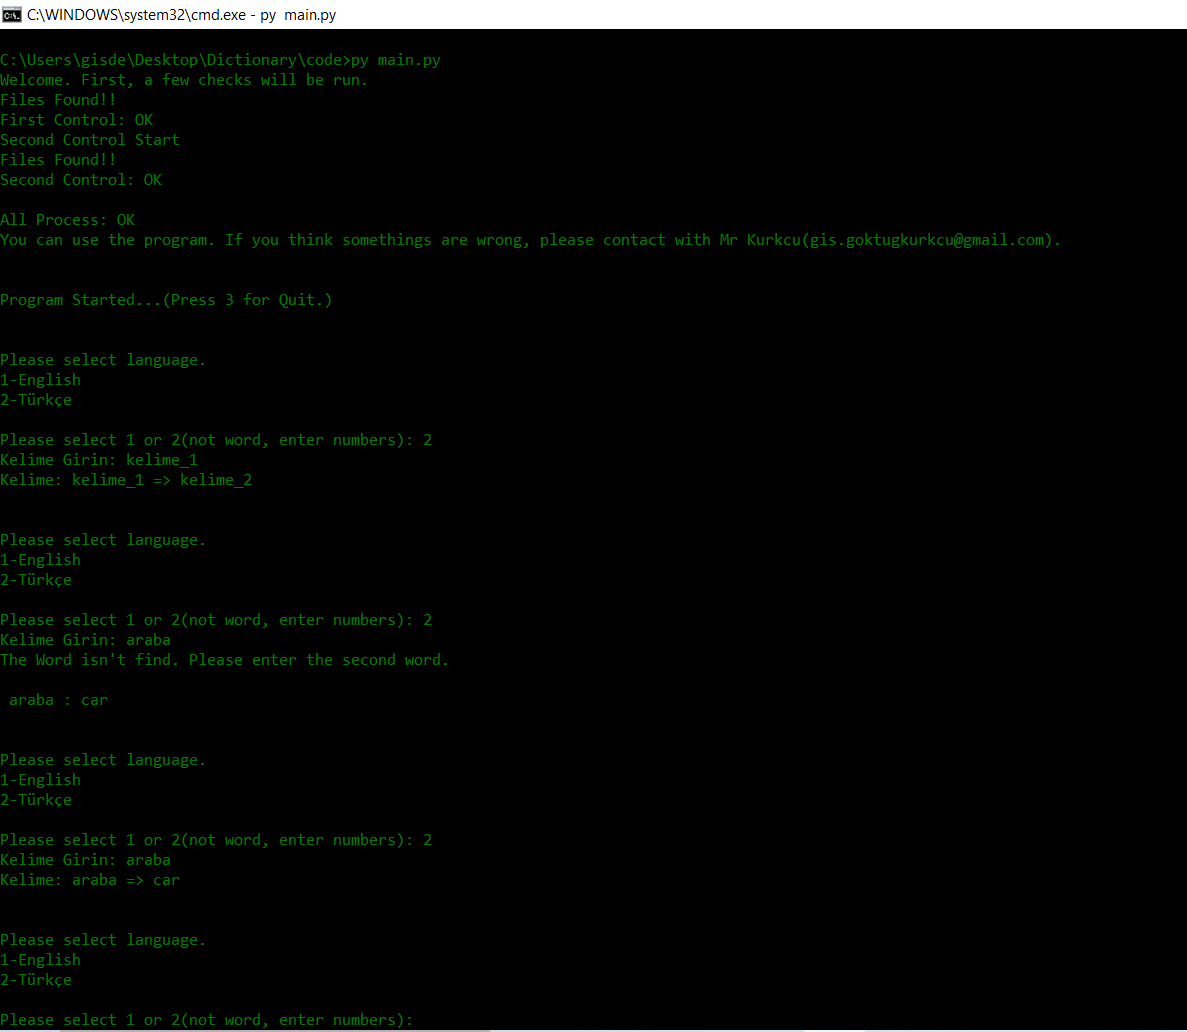 C:\WINDOWS\system32\cmd.exe - py  main.py
C:\Users\gisde\Desktop\Dictionary\code>py main.py
Welcome. First, a few checks will be run.
Files Found!!
First Control: OK
Second Control Start
Files Found!!
Second Control: OK
All Process: OK
You can use the program. If you think somethings are wrong, please contact with Mr Kurkcu(gis.goktugkurkcu@gmail.com).
Program Started...(Press 3 for Quit.)
Please select language.
1-English
2-Türkçe
Please select 1 or 2(not word, enter numbers): 2
Kelime Girin: kelime_1
Kelime: kelime_1 => kelime_2
Please select language.
1-English
2-Türkçe
Please select 1 or 2(not word, enter numbers): 2
Kelime Girin: araba
The Word isn't find. Please enter the second word.
araba : car
Please select language.
1-English
2-Türkçe
Please select 1 or 2(not word, enter numbers): 2
Kelime Girin: araba
Kelime: araba => car
Please select language.
1-English
2-Türkçe
Please select 1 or 2(not word, enter numbers):